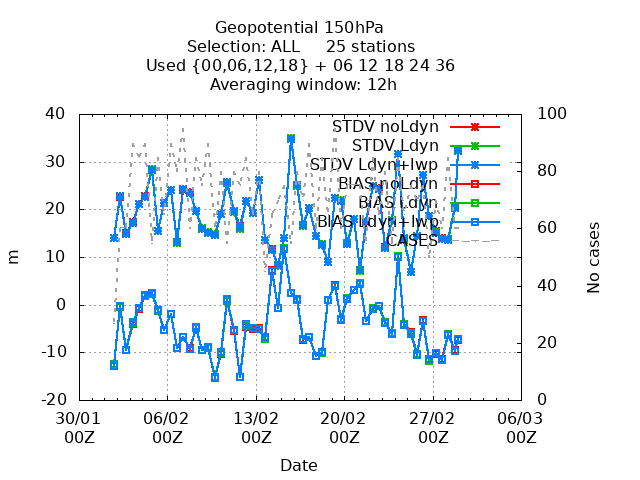 Geopotential 150hPa
Selection: ALL     25 stations
Used {00,06,12,18} + 06 12 18 24 36
Averaging window: 12h
40
30
20
10
0
-10
-20
m
100
80
60
40
20
0
No cases
STDV noLdyn
STDV Ldyn
STDV Ldyn+lwp
BIAS noLdyn
BIAS Ldyn
BIAS Ldyn+lwp
CASES
30/01 06/02 13/02 20/02 27/02 06/03
00Z 00Z 00Z 00Z 00Z 00Z
Date